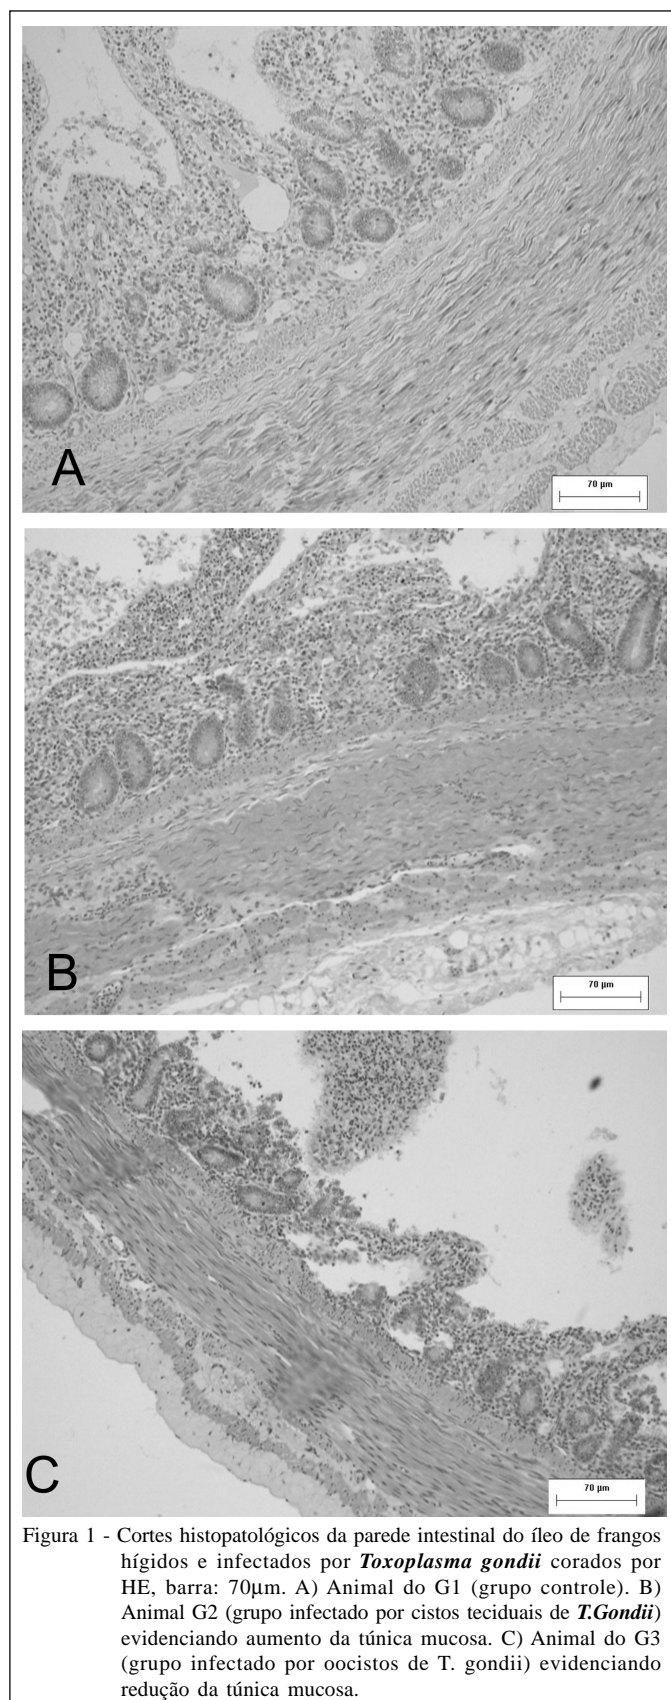 A
70 µm
B
70 µm
C
70 µm
Figura 1 - Cortes histopatológicos da parede intestinal do íleo de frangos
hígidos e infectados por Toxoplasma gondii corados por
HE, barra: 70µm. A) Animal do G1 (grupo controle). B)
Animal G2 (grupo infectado por cistos teciduais de T.Gondii)
evidenciando aumento da túnica mucosa. C) Animal do G3
(grupo infectado por oocistos de T. gondii) evidenciando
redução da túnica mucosa.